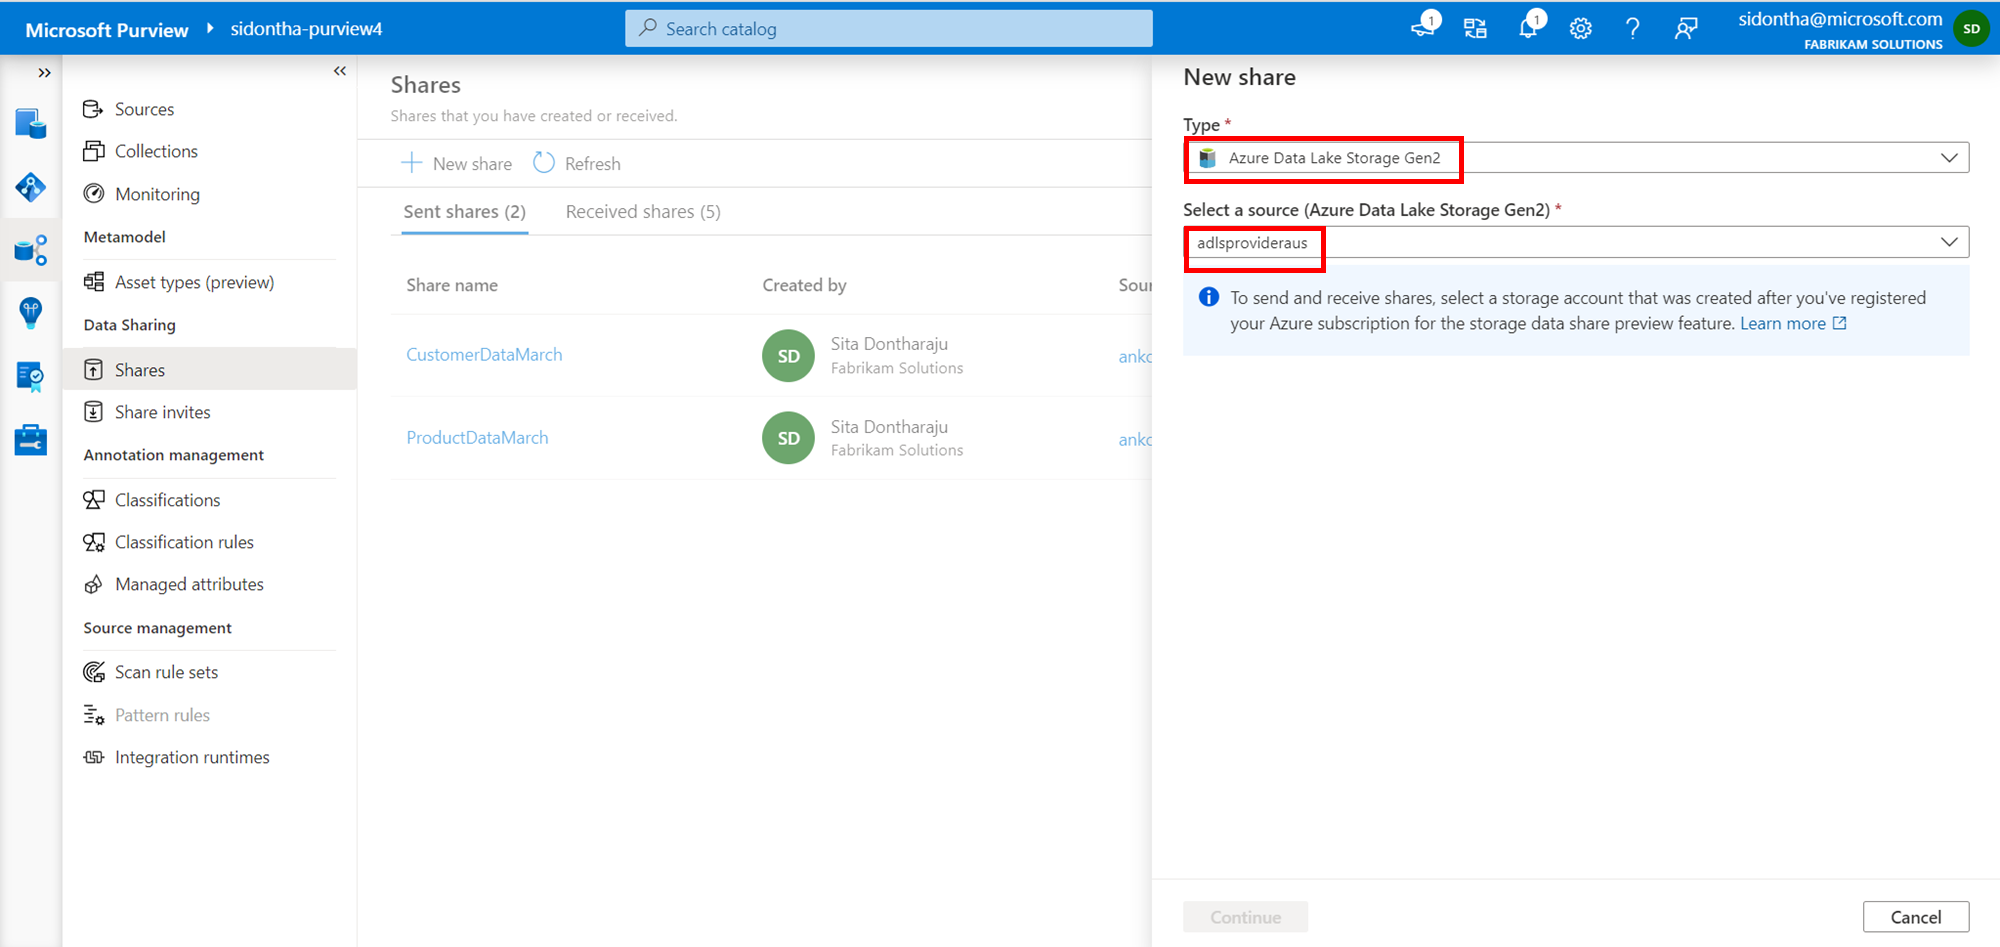 Microsoft Purview
sidontha-purview4
Search catalog
1
1
sidontha@microsoft.com
FABRIKAM SOLUTIONS
SD
Sources
Collections
Monitoring
Metamodel
Asset types (preview)
Data Sharing
Shares
Share invites
Annotation management
Classifications
Classification rules
Managed attributes
Source management
Scan rule sets
Pattern rules
Integration runtimes
Shares
Shares that you have created or received.
New share
Refresh
Sent shares (2)
Received shares (5)
Share name
Created by
Sour
CustomerDataMarch
SD
Sita Dontharaju
Fabrikam Solutions
ProductDataMarch
SD
Sita Dontharaju
Fabrikam Solutions
New share
Type *
Azure Data Lake Storage Gen2
Select a source (Azure Data Lake Storage Gen2) *
adlsprovideraus
To send and receive shares, select a storage account that was created after you've registered
your Azure subscription for the storage data share preview feature. Learn more
Continue
Cancel